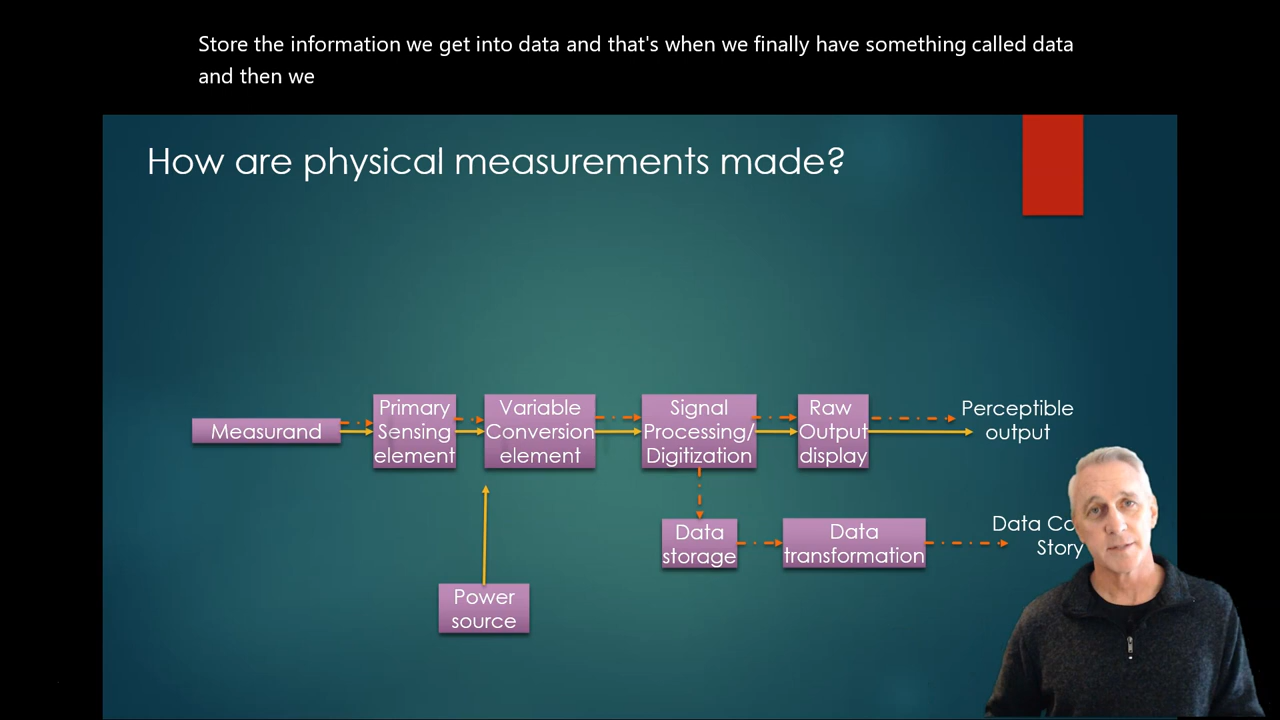 Store the information we get into data and that's when we finally have something called data
and then we
How are physical measurements made?
Measurand
Primary
Sensing
element
Variable
Conversion
element
Signal
Processing/
Digitization
Raw
Output
display
Perceptible
output
Data
storage
Data
transformation
Data
Story
Power
source